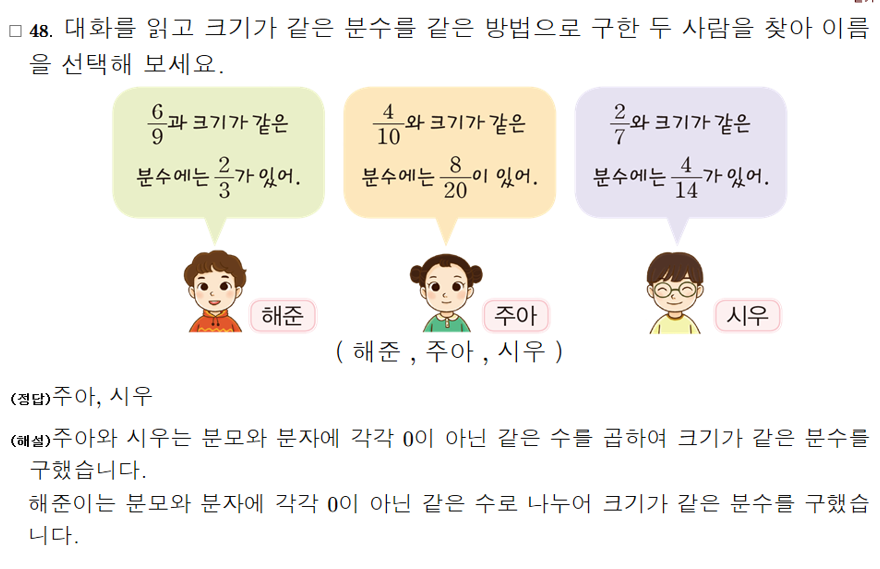 □ 48. 대화를 읽고 크기가 같은 분수를 같은 방법으로 구한 두 사람을 찾아 이름
을 선택해 보세요.
6/9과 크기가 같은
분수에는 2/3가 있어.
4/10와 크기가 같은
분수에는 8/20이 있어.
2/7와 크기가 같은
분수에는 4/14가 있어.
해준
주아
시우
( 해준 , 주아 , 시우 )
(정답)주아, 시우
(해설)주아와 시우는 분모와 분자에 각각 0이 아닌 같은 수를 곱하여 크기가 같은 분수를
구했습니다.
해준이는 분모와 분자에 각각 0이 아닌 같은 수로 나누어 크기가 같은 분수를 구했습
니다.